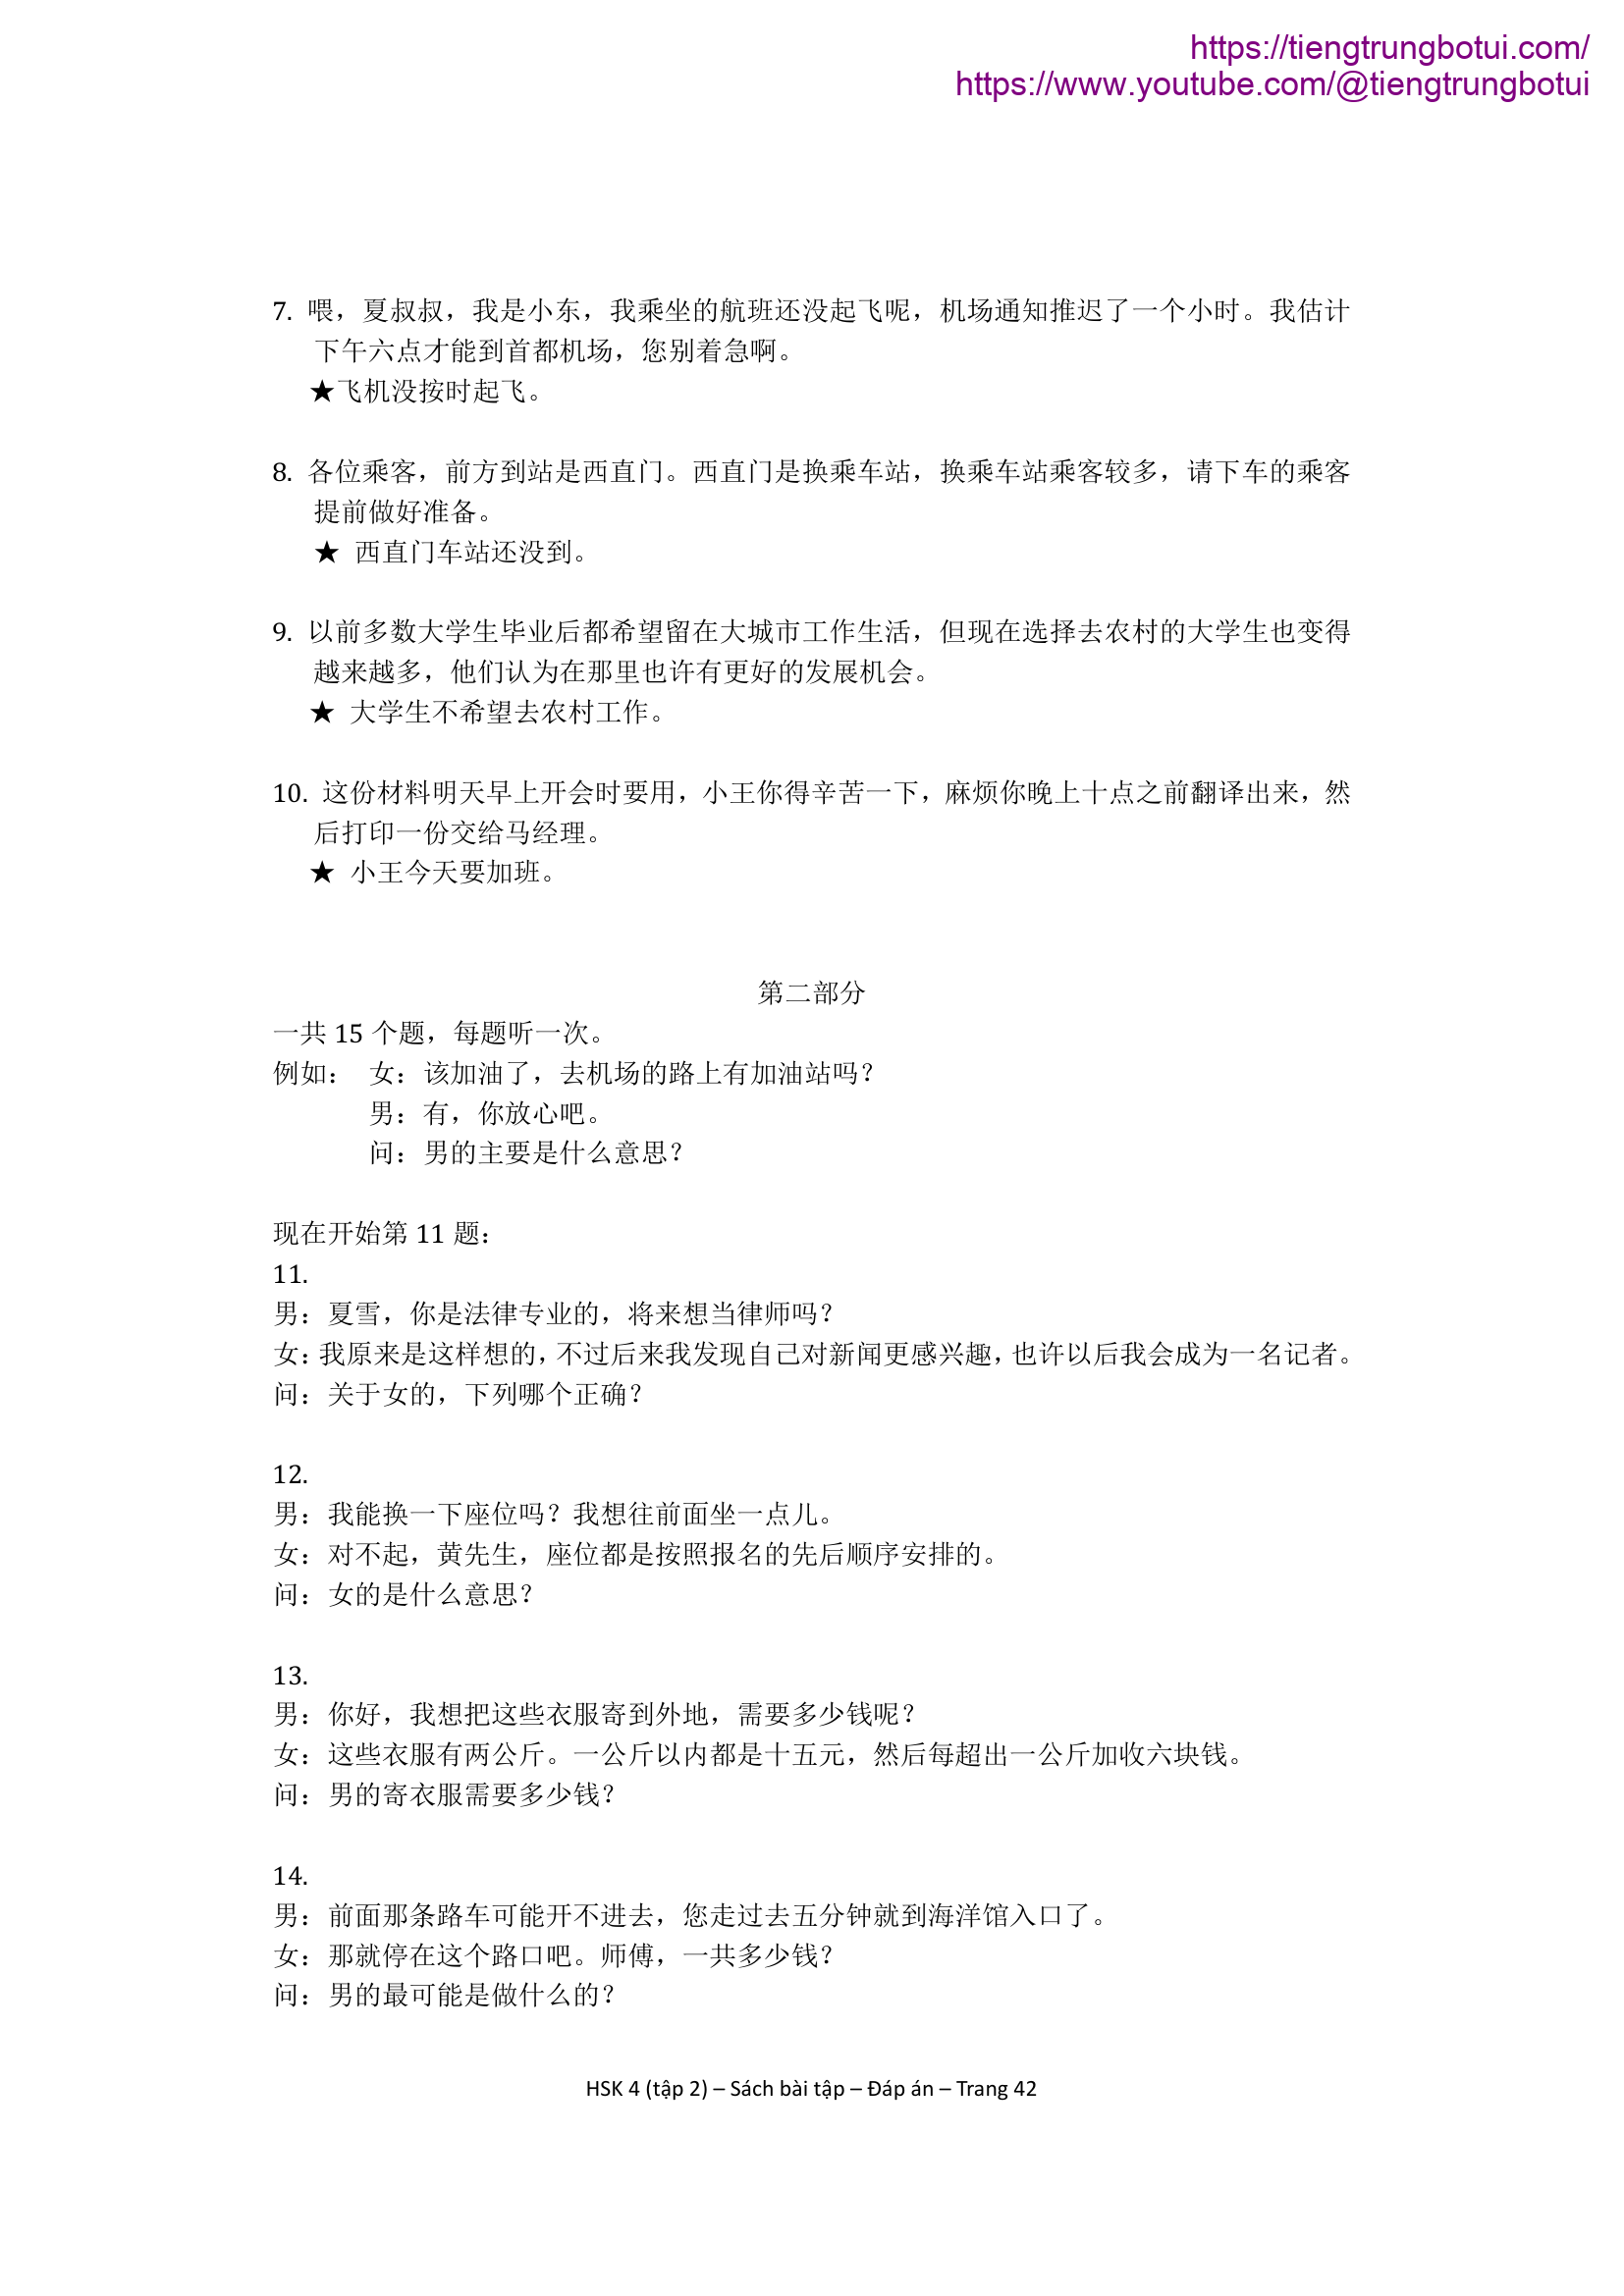 https://tiengtrungbotui.com/
https://www.youtube.com/@tiengtrungbotui
7. 喂，夏叔叔，我是小东，我乘坐的航班还没起飞呢，机场通知推迟了一个小时。我估计
下午六点才能到首都机场，您别着急啊。
★飞机没按时起飞。
8. 各位乘客，前方到站是西直门。西直门是换乘车站，换乘车站乘客较多，请下车的乘客
提前做好准备。
★ 西直门车站还没到。
9. 以前多数大学生毕业后都希望留在大城市工作生活，但现在选择去农村的大学生也变得
越来越多，他们认为在那里也许有更好的发展机会。
★ 大学生不希望去农村工作。
10. 这份材料明天早上开会时要用，小王你得辛苦一下，麻烦你晚上十点之前翻译出来，然
后打印一份交给马经理。
★ 小王今天要加班。
第二部分
一共 15 个题，每题听一次。
例如： 女：该加油了，去机场的路上有加油站吗？
男：有，你放心吧。
问：男的主要是什么意思？
现在开始第 11 题：
11.
男：夏雪，你是法律专业的，将来想当律师吗？
女：我原来是这样想的，不过后来我发现自己对新闻更感兴趣，也许以后我会成为一名记者。
问：关于女的，下列哪个正确？
12.
男：我能换一下座位吗？我想往前面坐一点儿。
女：对不起，黄先生，座位都是按照报名的先后顺序安排的。
问：女的是什么意思？
13.
男：你好，我想把这些衣服寄到外地，需要多少钱呢？
女：这些衣服有两公斤。一公斤以内都是十五元，然后每超出一公斤加收六块钱。
问：男的寄衣服需要多少钱？
14.
男：前面那条路车可能开不进去，您走过去五分钟就到海洋馆入口了。
女：那就停在这个路口吧。师傅，一共多少钱？
问：男的最可能是做什么的？
HSK 4 (tập 2) – Sách bài tập – Đáp án – Trang 42